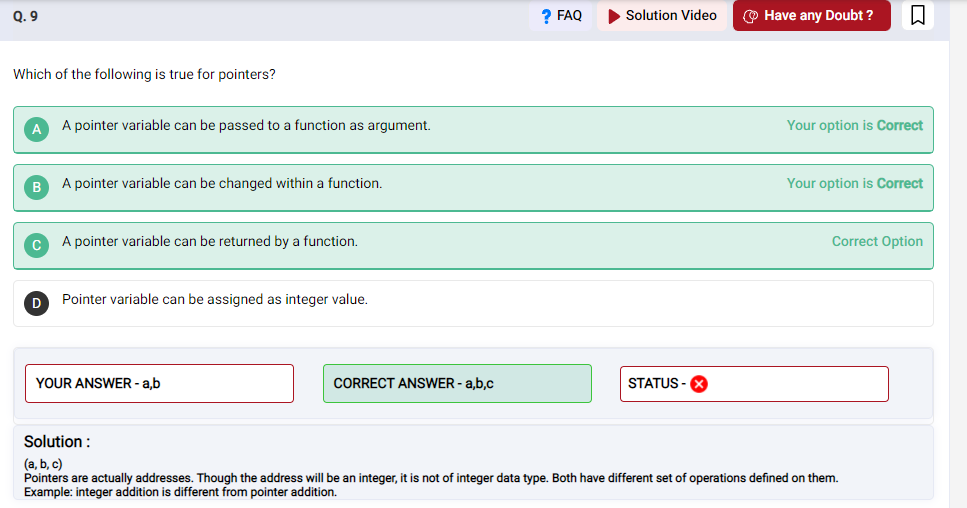 Q. 9
? FAQ
Solution Video
Have any Doubt ?
Which of the following is true for pointers?
A
A pointer variable can be passed to a function as argument.
Your option is Correct
B
A pointer variable can be changed within a function.
Your option is Correct
C
A pointer variable can be returned by a function.
Correct Option
D
Pointer variable can be assigned as integer value.
YOUR ANSWER - a,b
CORRECT ANSWER - a,b,c
STATUS -
Solution :
(a, b, c)
Pointers are actually addresses. Though the address will be an integer, it is not of integer data type. Both have different set of operations defined on them.
Example: integer addition is different from pointer addition.